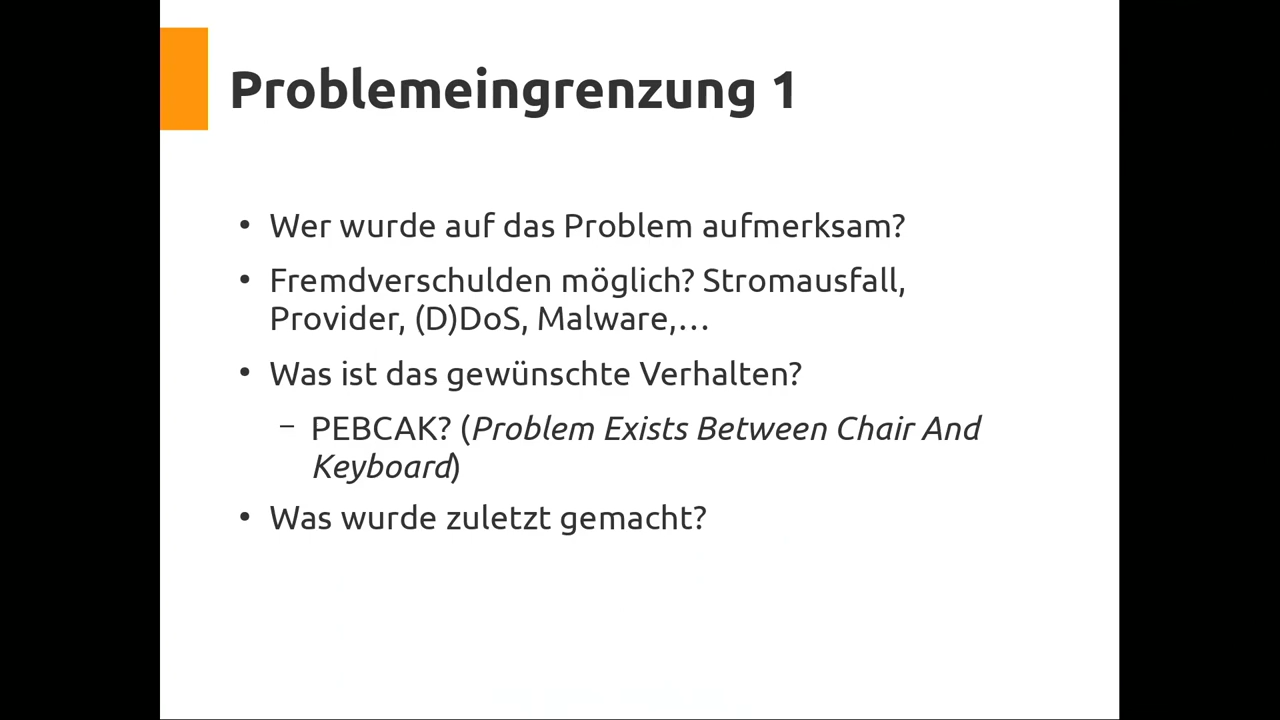 Problemeingrenzung 1
• Wer wurde auf das Problem aufmerksam?
• Fremdverschulden möglich? Stromausfall,
Provider, (D)DoS, Malware,…
• Was ist das gewünschte Verhalten?
– PEBCAK? (Problem Exists Between Chair And
Keyboard)
• Was wurde zuletzt gemacht?